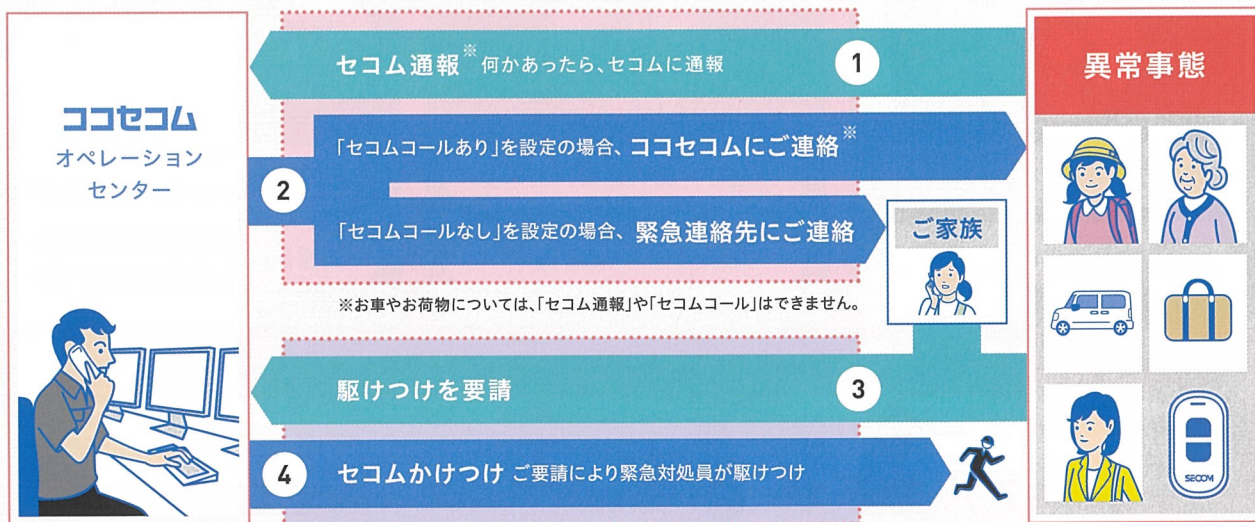 ココセコム
オペレーション
センター
セコム通報※ 何かあったら、セコムに通報
1
異常事態
2
「セコムコールあり」を設定の場合、ココセコムにご連絡※
「セコムコールなし」を設定の場合、緊急連絡先にご連絡
ご家族
※お車やお荷物については、「セコム通報」や「セコムコール」はできません。
駆けつけを要請
3
4
セコムかけつけ ご要請により緊急対処員が駆けつけ
SECOM